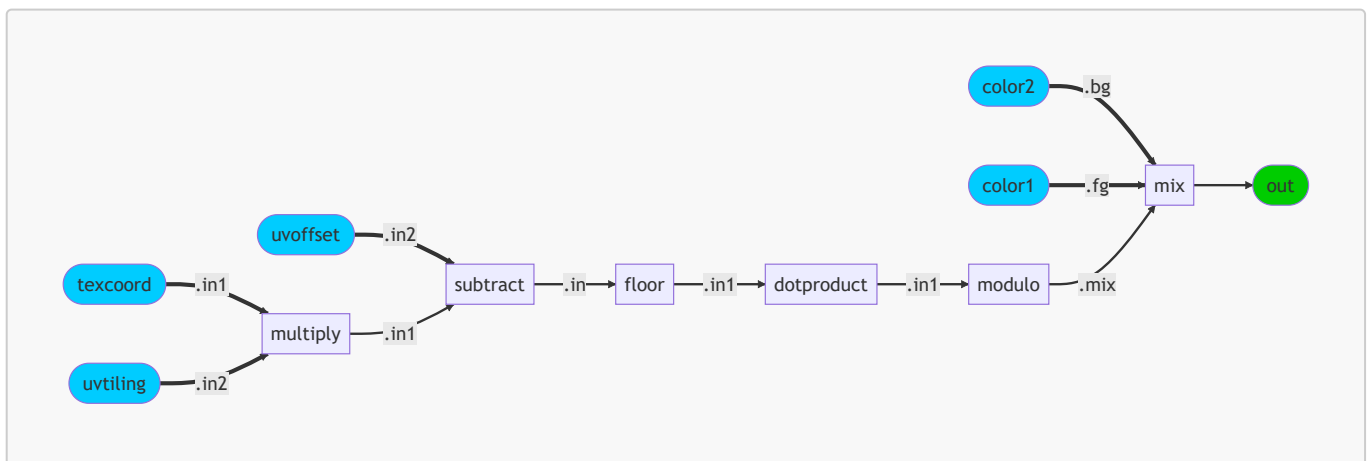 color2
.bg
color1
.fg
mix
out
uvoffset
.in2
texcoord
.in1
subtract
.in
floor
.in1
dotproduct
.in1
modulo
.mix
multiply
.in1
uvtiling
.in2